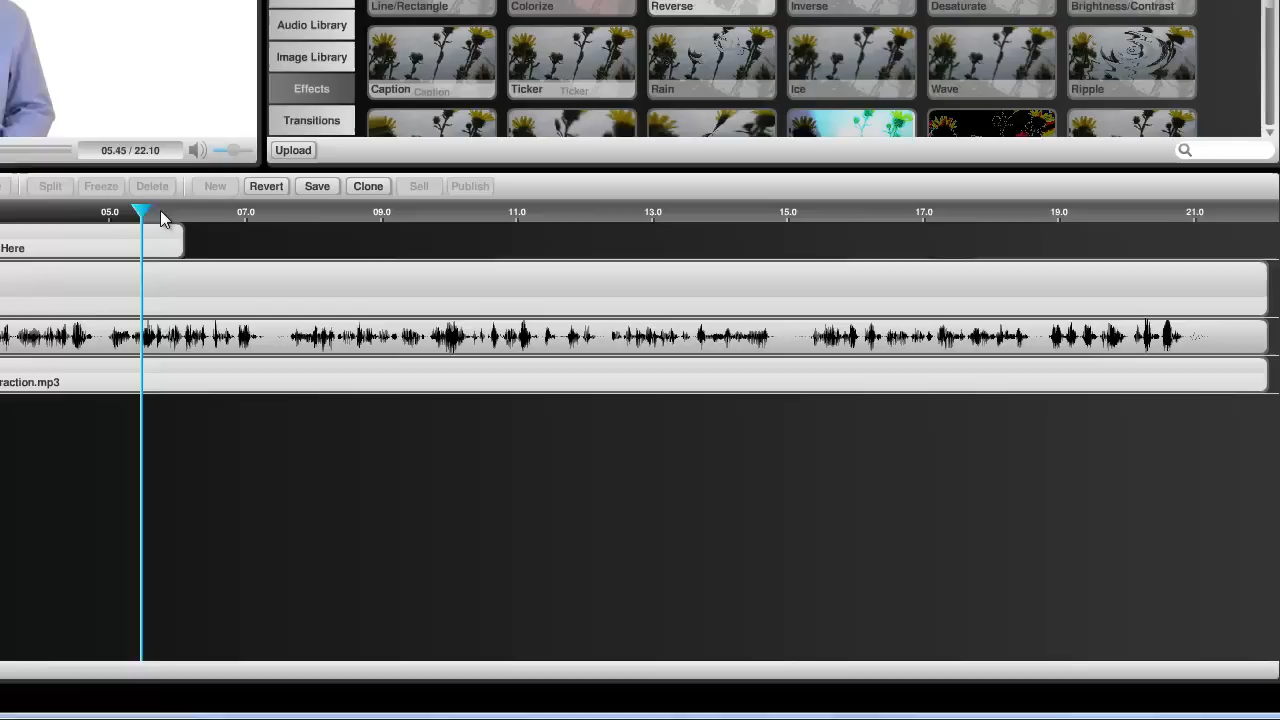 Line/Rectangle Colorize Reverse Inverse Desaturate Brightness/Contrast
Audio Library
Image Library
Effects
Caption Caption Ticker Ticker Rain Ice Wave Ripple
Transitions
05.45 / 22.10
Upload
Split Freeze Delete New Revert Save Clone Sell Publish
05.0 07.0 09.0 11.0 13.0 15.0 17.0 19.0 21.0
Here
raction.mp3